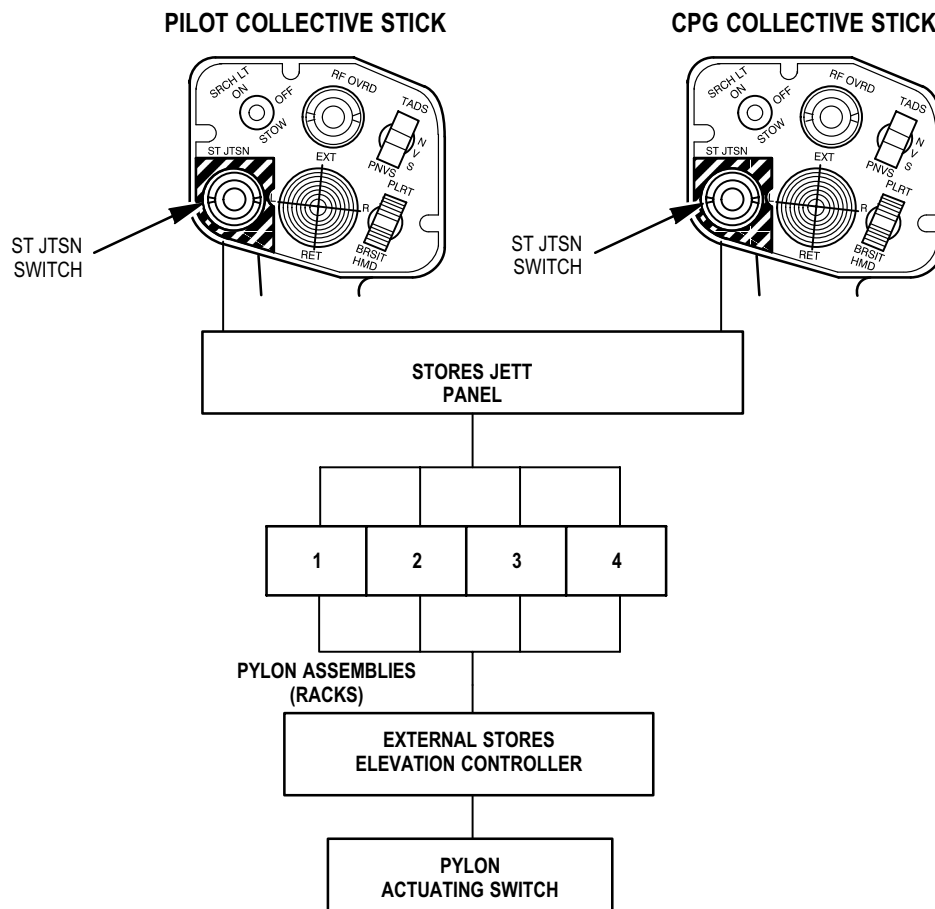 PILOT COLLECTIVE STICK
CPG COLLECTIVE STICK
SRCH LT
ON
OFF
STOW
RF OVRD
TADS
N
V
S
PNVS
ST JTSN
EXT
L
R
RET
PLRT
BRSIT
HMD
ST JTSN
SWITCH
SRCH LT
ON
OFF
STOW
RF OVRD
TADS
N
V
S
PNVS
ST JTSN
EXT
L
R
RET
PLRT
BRSIT
HMD
ST JTSN
SWITCH
STORES JETT
PANEL
1
2
3
4
PYLON ASSEMBLIES
(RACKS)
EXTERNAL STORES
ELEVATION CONTROLLER
PYLON
ACTUATING SWITCH